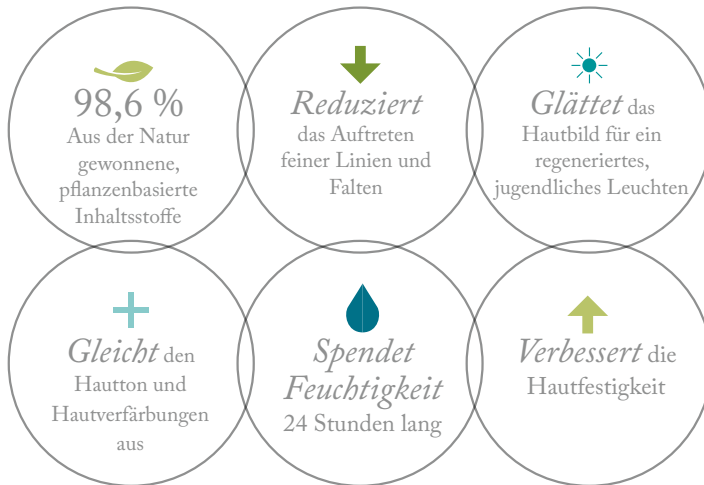 98,6 %
Aus der Natur
gewonnene,
pflanzenbasierte
Inhaltsstoffe
Reduziert
das Auftreten
feiner Linien und
Falten
Glättet das
Hautbild für ein
regeneriertes,
jugendliches Leuchten
Gleicht den
Hautton und
Hautverfärbungen
aus
Spendet
Feuchtigkeit
24 Stunden lang
Verbessert die
Hautfestigkeit